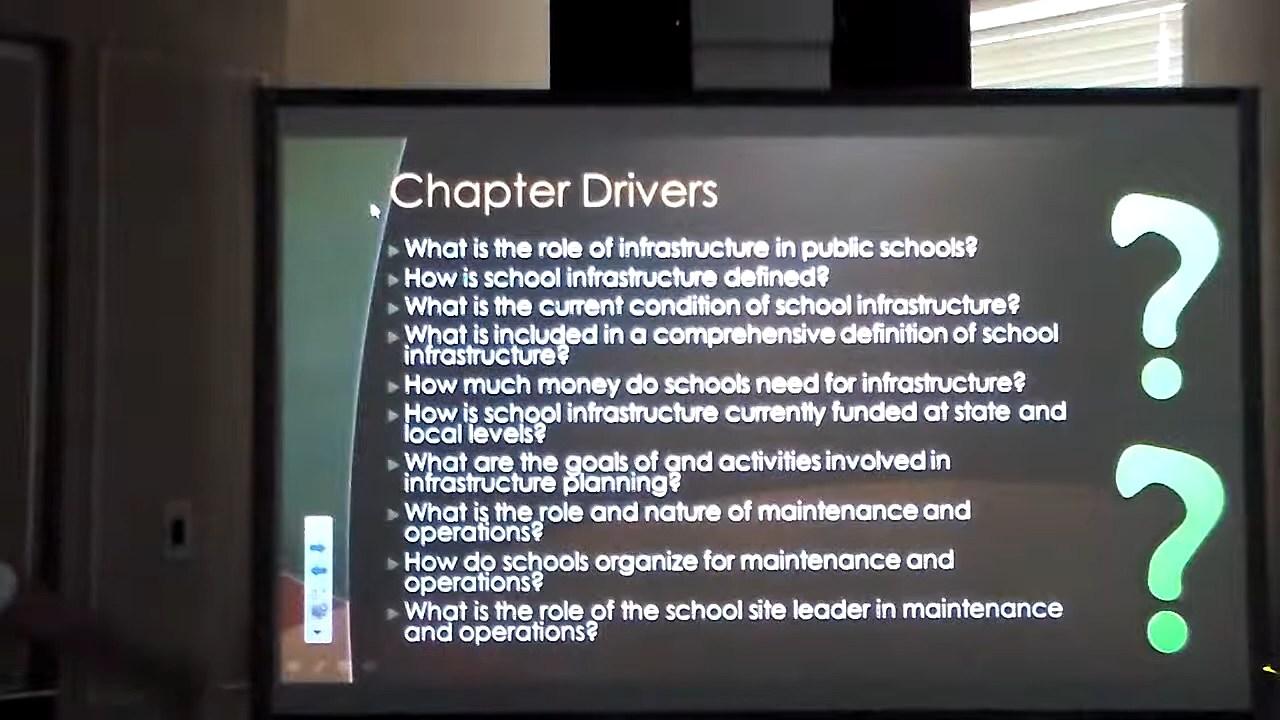 Chapter Drivers
What is the role of infrastructure in public schools?
How is school infrastructure defined?
What is the current condition of school infrastructure?
What is included in a comprehensive definition of school
infrastructure?
How much money do schools need for infrastructure?
How is school infrastructure currently funded at state and
local levels?
What are the goals of and activities involved in
infrastructure planning?
What is the role and nature of maintenance and
operations?
How do schools organize for maintenance and
operations?
What is the role of the school site leader in maintenance
and operations?
?
?